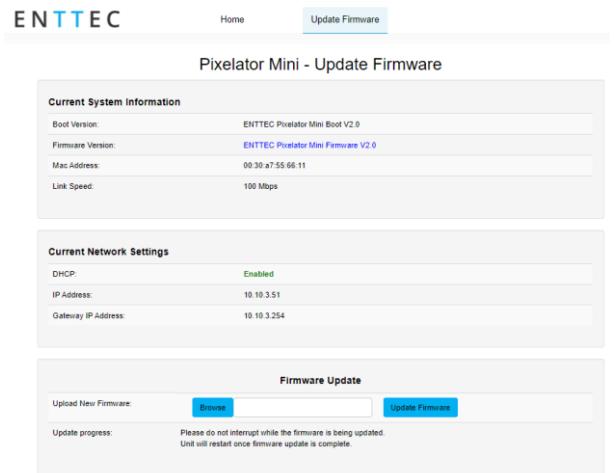 ENTTEC
Home
Update Firmware
Pixelator Mini - Update Firmware
Current System Information
Boot Version: ENTTEC Pixelator Mini Boot V2.0
Firmware Version: ENTTEC Pixelator Mini Firmware V2.0
Mac Address: 00:30:a7:55:66:11
Link Speed: 100 Mbps
Current Network Settings
DHCP: Enabled
IP Address: 10.10.3.51
Gateway IP Address: 10.10.3.254
Firmware Update
Upload New Firmware: Browse Update Firmware
Update progress: Please do not interrupt while the firmware is being updated.
Unit will restart once firmware update is complete.